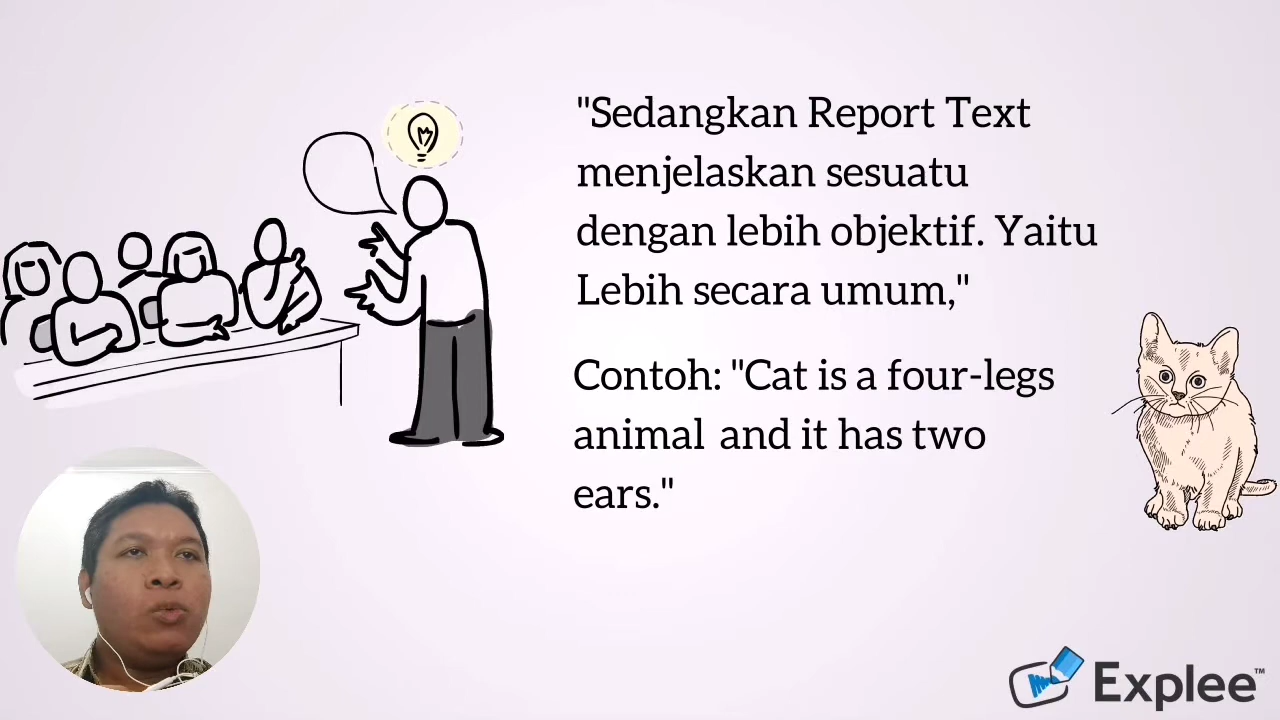 "Sedangkan Report Text
menjelaskan sesuatu
dengan lebih objektif. Yaitu
Lebih secara umum,"
Contoh: "Cat is a four-legs
animal and it has two
ears."
Explee™